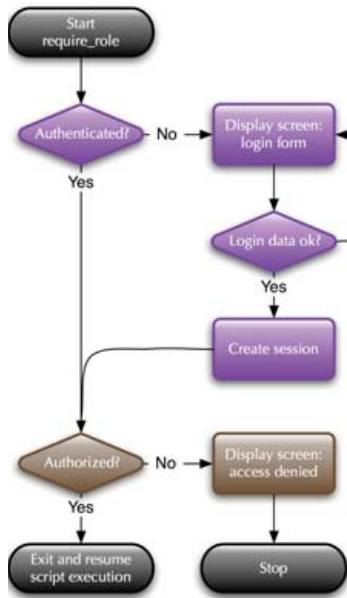 Start
require_role
Authenticated?
No
Display screen:
login form
Yes
Login data ok?
Yes
Create session
Authorized?
No
Display screen:
access denied
Yes
Exit and resume
script execution
Stop